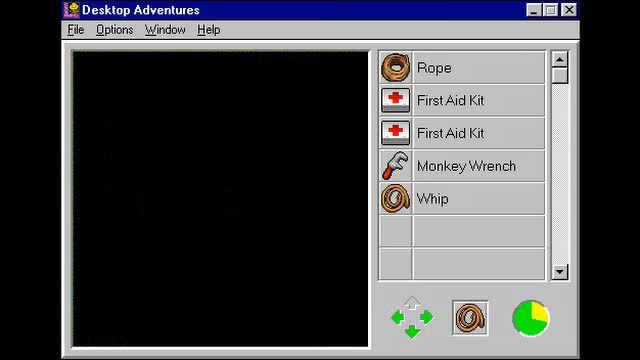 Desktop Adventures
File Options Window Help
Rope
First Aid Kit
First Aid Kit
Monkey Wrench
Whip